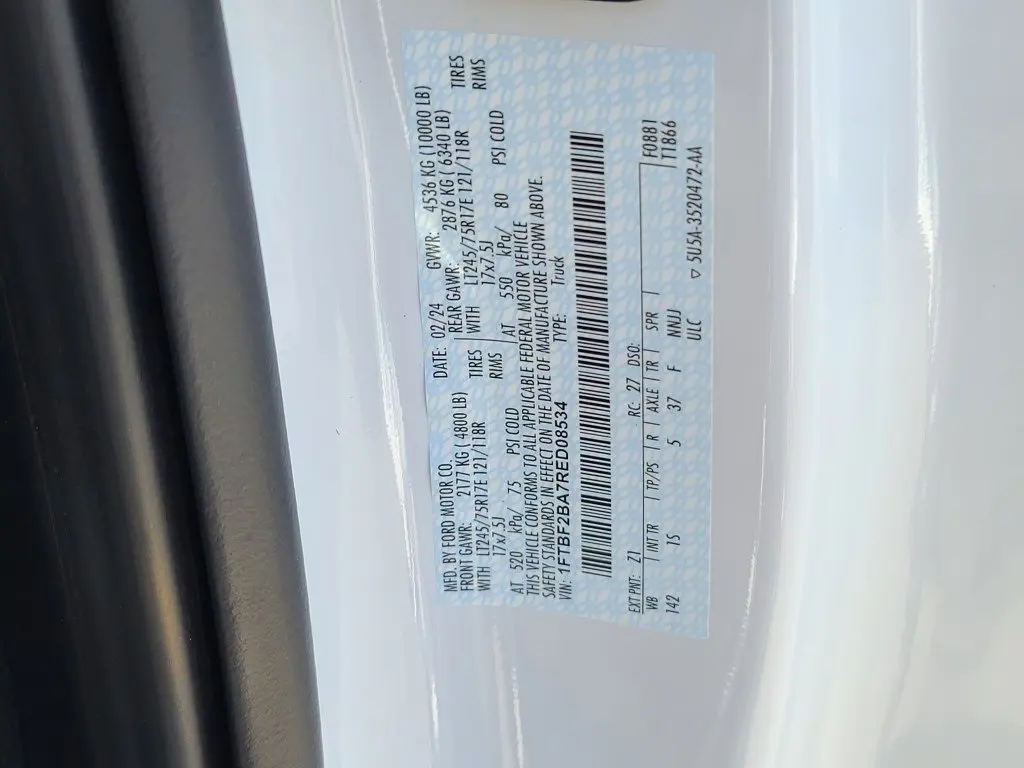 MFD. BY FORD MOTOR CO. DATE: 02/24 GVWR: 4536 KG (10000 LB)
FRONT GAWR: 2177 KG ( 4800 LB) REAR GAWR: 2876 KG ( 6340 LB)
WITH LT245/75R17E 121/118R TIRES WITH LT245/75R17E 121/118R TIRES
17x7.5J RIMS 17x7.5J RIMS
AT 520 kPa/ 75 PSI COLD AT 550 kPa/ 80 PSI COLD
THIS VEHICLE CONFORMS TO ALL APPLICABLE FEDERAL MOTOR VEHICLE
SAFETY STANDARDS IN EFFECT ON THE DATE OF MANUFACTURE SHOWN ABOVE.
VIN: 1FTBF2BA7RED08534 TYPE: Truck
EXT PNT: Z1 RC: 27 DSO: F0881
WB INT TR TP/PS R AXLE TR SPR T1866
142 1S 5 37 F NNJJ
ULC ▽ 5U5A-3520472-AA